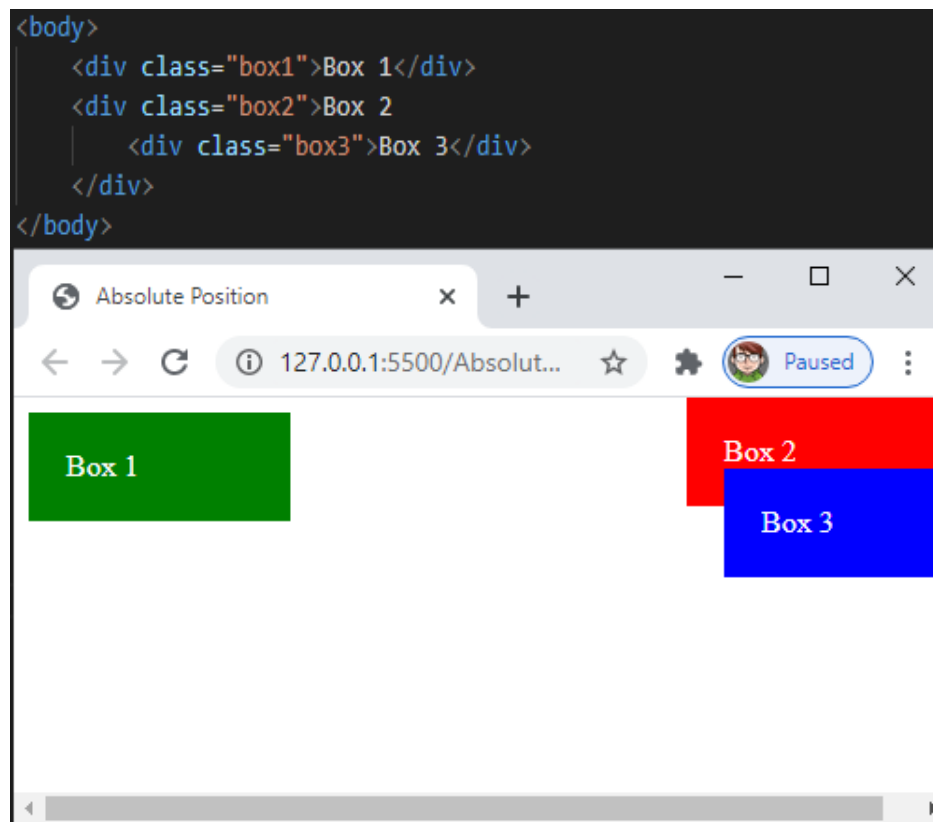 <body>
<div class="box1">Box 1</div>
<div class="box2">Box 2
<div class="box3">Box 3</div>
</div>
</body>
Absolute Position
127.0.0.1:5500/Absolut...
Paused
Box 1
Box 2
Box 3